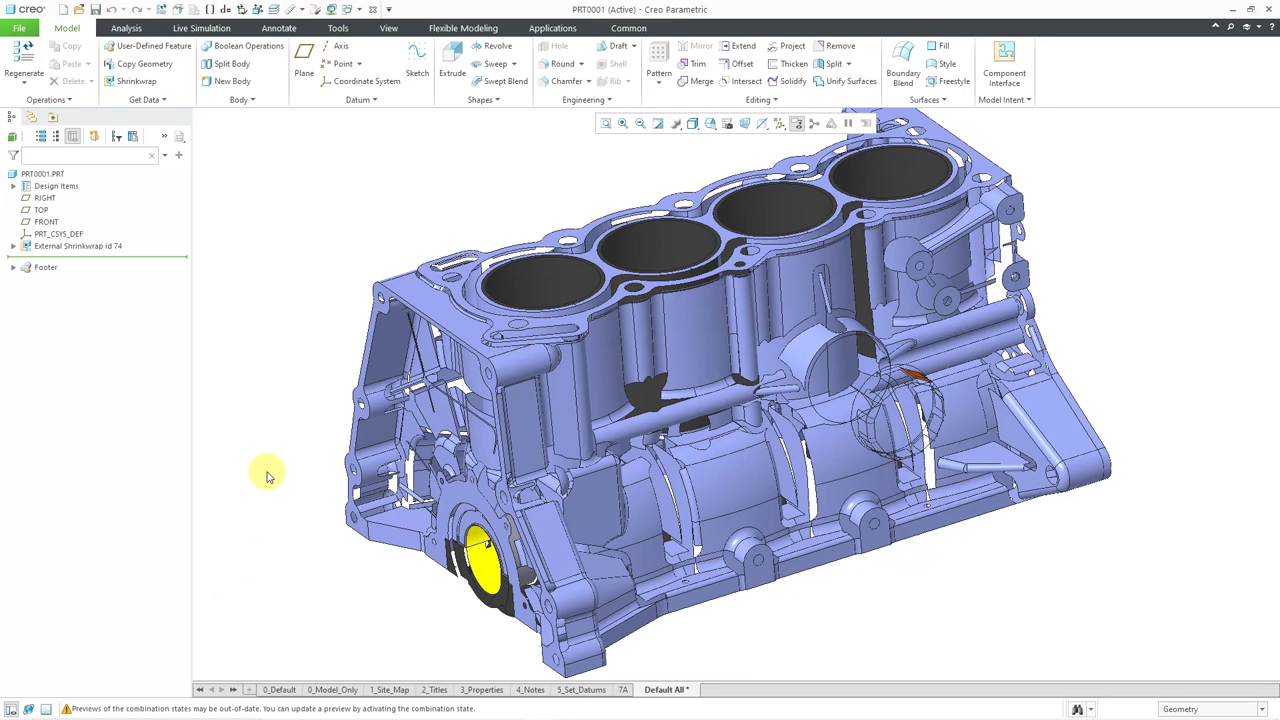 creo
PRT0001 (Active) - Creo Parametric
File Model Analysis Live Simulation Annotate Tools View Flexible Modeling Applications Common
Regenerate
Copy
Paste
Delete
Operations
User-Defined Feature
Copy Geometry
Shrinkwrap
Get Data
Boolean Operations
Split Body
New Body
Body
Plane
Axis
Point
Coordinate System
Sketch
Datum
Extrude
Revolve
Sweep
Swept Blend
Shapes
Hole
Round
Chamfer
Draft
Shell
Rib
Engineering
Pattern
Mirror
Trim
Merge
Extend
Offset
Intersect
Project
Thicken
Solidify
Remove
Split
Unify Surfaces
Editing
Boundary
Blend
Fill
Style
Freestyle
Surfaces
Component
Interface
Model Intent
PRT0001.PRT
Design Items
RIGHT
TOP
FRONT
PRT_CSYS_DEF
External Shrinkwrap id 74
Footer
0_Default 0_Model_Only 1_Site_Map 2_Titles 3_Properties 4_Notes 5_Set_Datums 7A Default All *
Previews of the combination states may be out-of-date. You can update a preview by activating the combination state.
Geometry